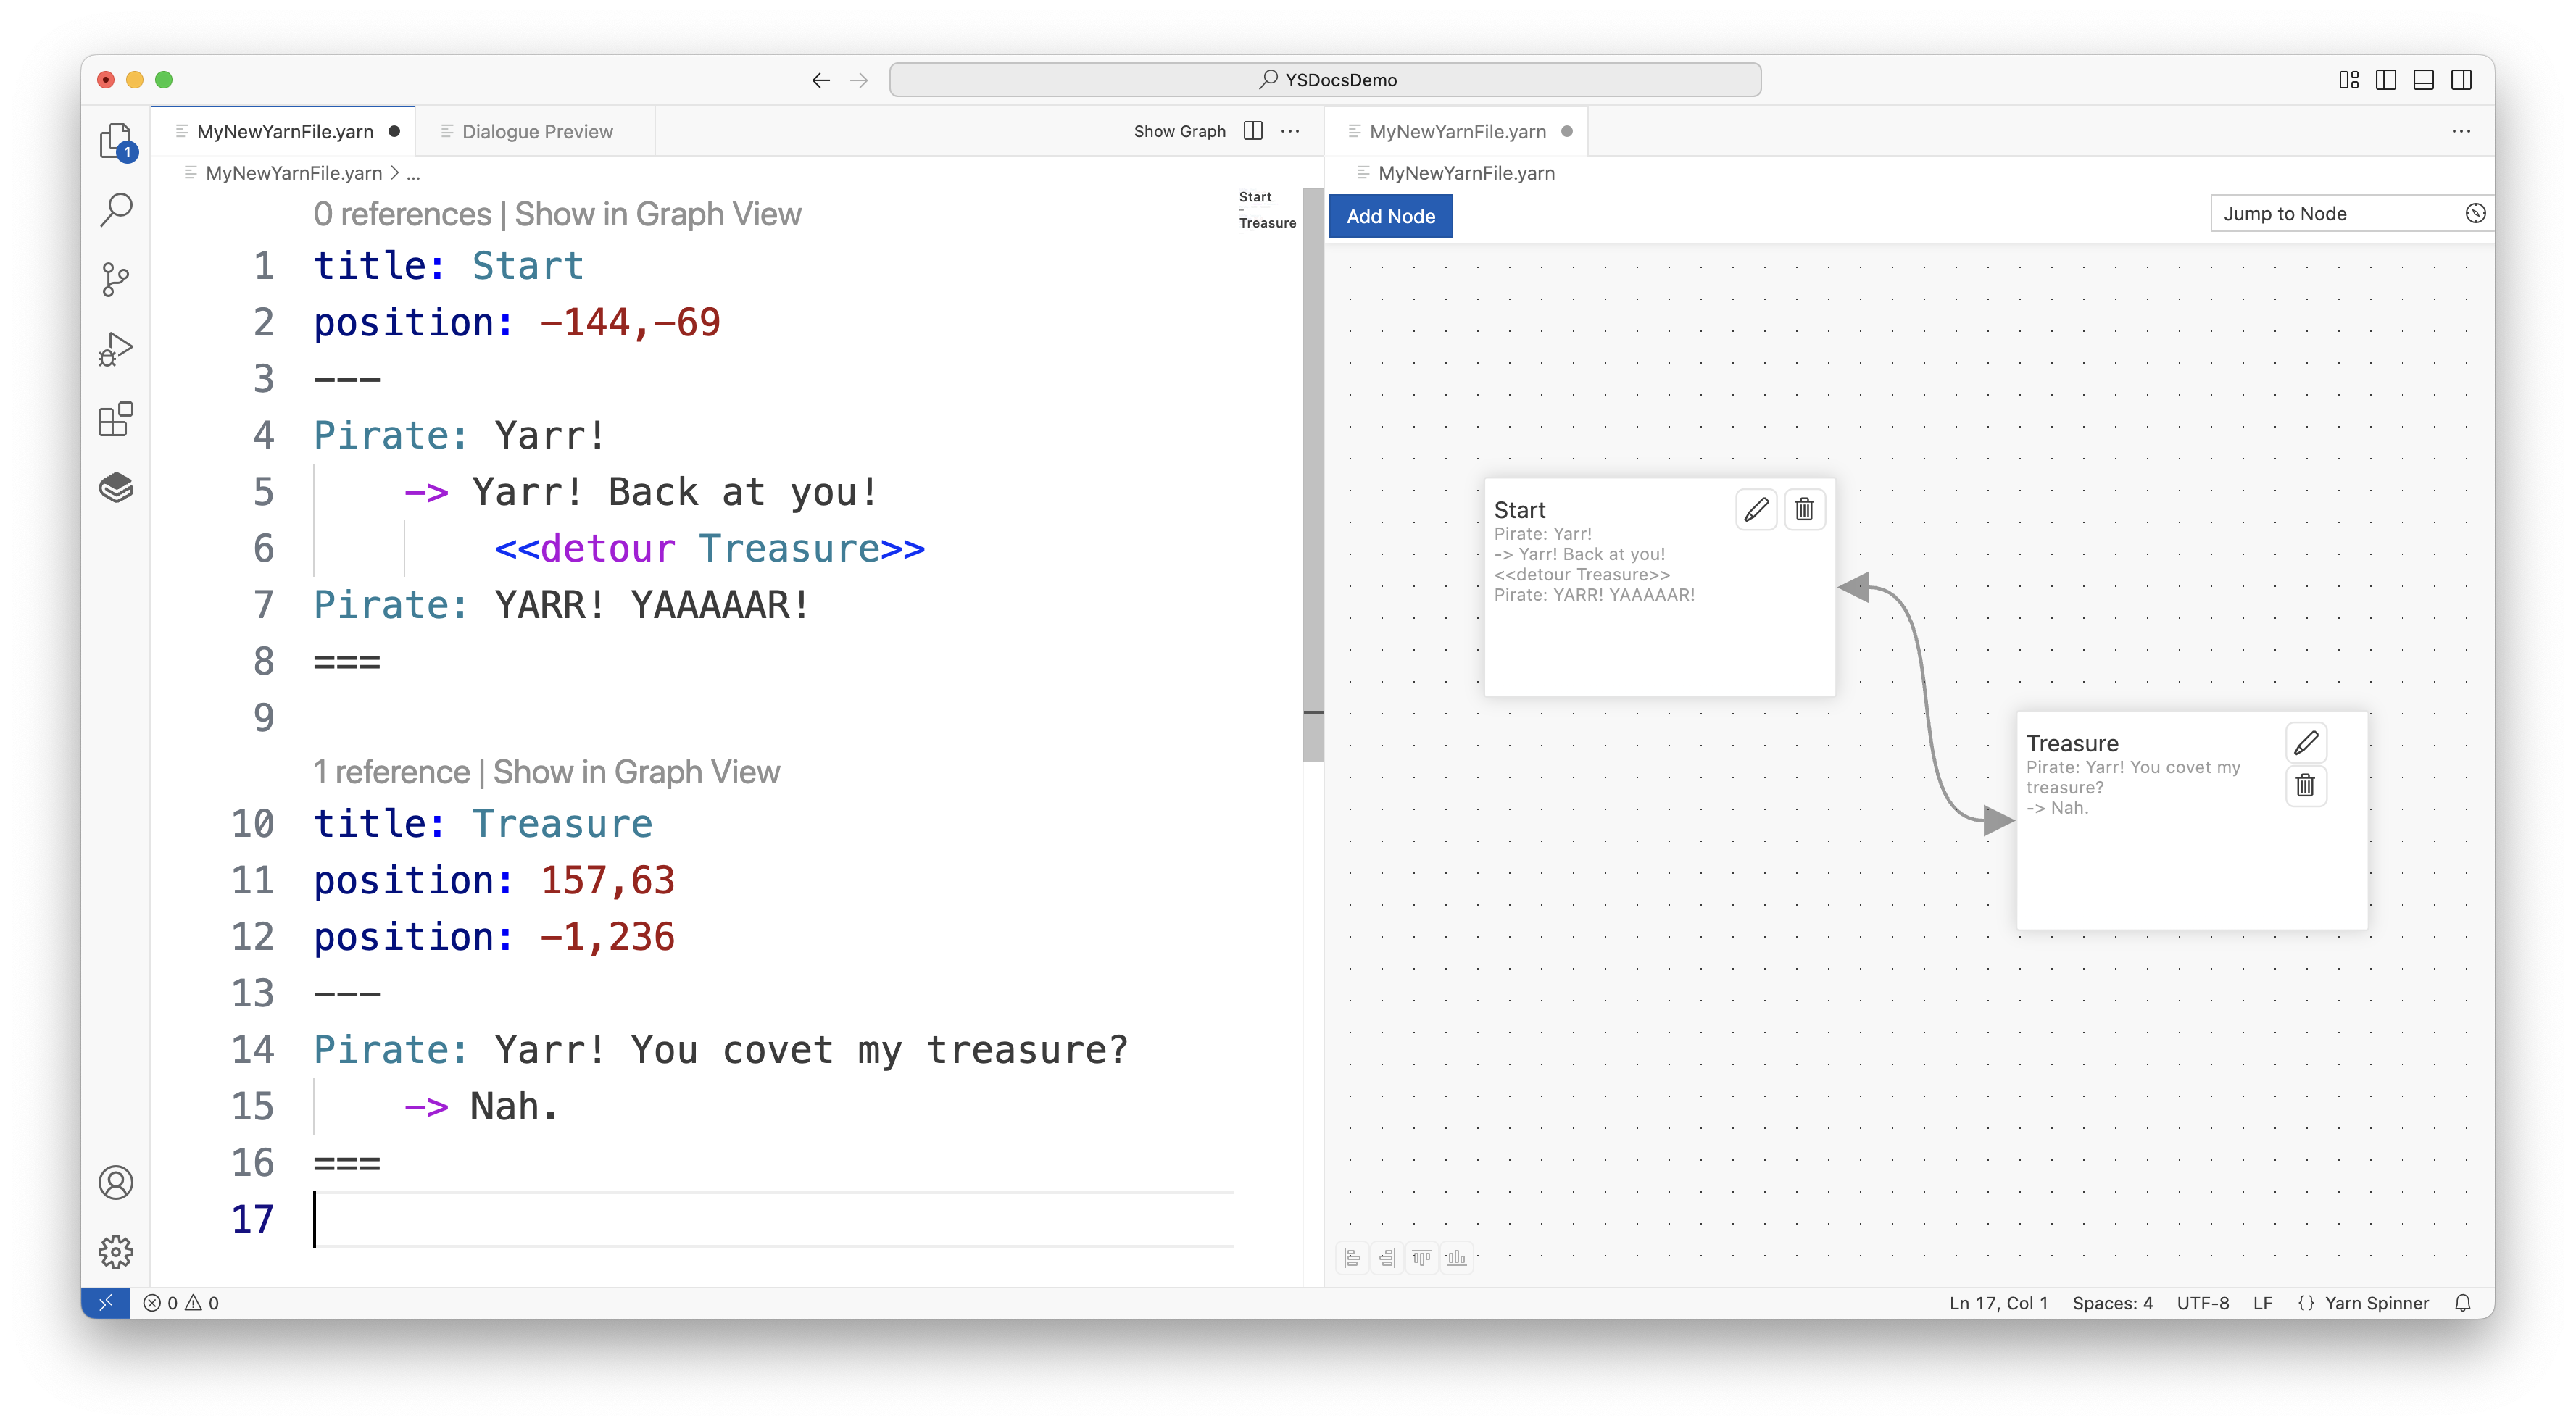 YSDocsDemo
MyNewYarnFile.yarn
Dialogue Preview
Show Graph
MyNewYarnFile.yarn
1
MyNewYarnFile.yarn > ...
MyNewYarnFile.yarn
Start
Treasure
Add Node
Jump to Node
0 references | Show in Graph View
1 title: Start
2 position: -144,-69
3 ---
4 Pirate: Yarr!
5 -> Yarr! Back at you!
6 <<detour Treasure>>
7 Pirate: YARR! YAAAAAR!
8 ===
9
1 reference | Show in Graph View
10 title: Treasure
11 position: 157,63
12 position: -1,236
13 ---
14 Pirate: Yarr! You covet my treasure?
15 -> Nah.
16 ===
17
Start
Pirate: Yarr!
-> Yarr! Back at you!
<<detour Treasure>>
Pirate: YARR! YAAAAAR!
Treasure
Pirate: Yarr! You covet my
treasure?
-> Nah.
0 0
Ln 17, Col 1 Spaces: 4 UTF-8 LF {} Yarn Spinner